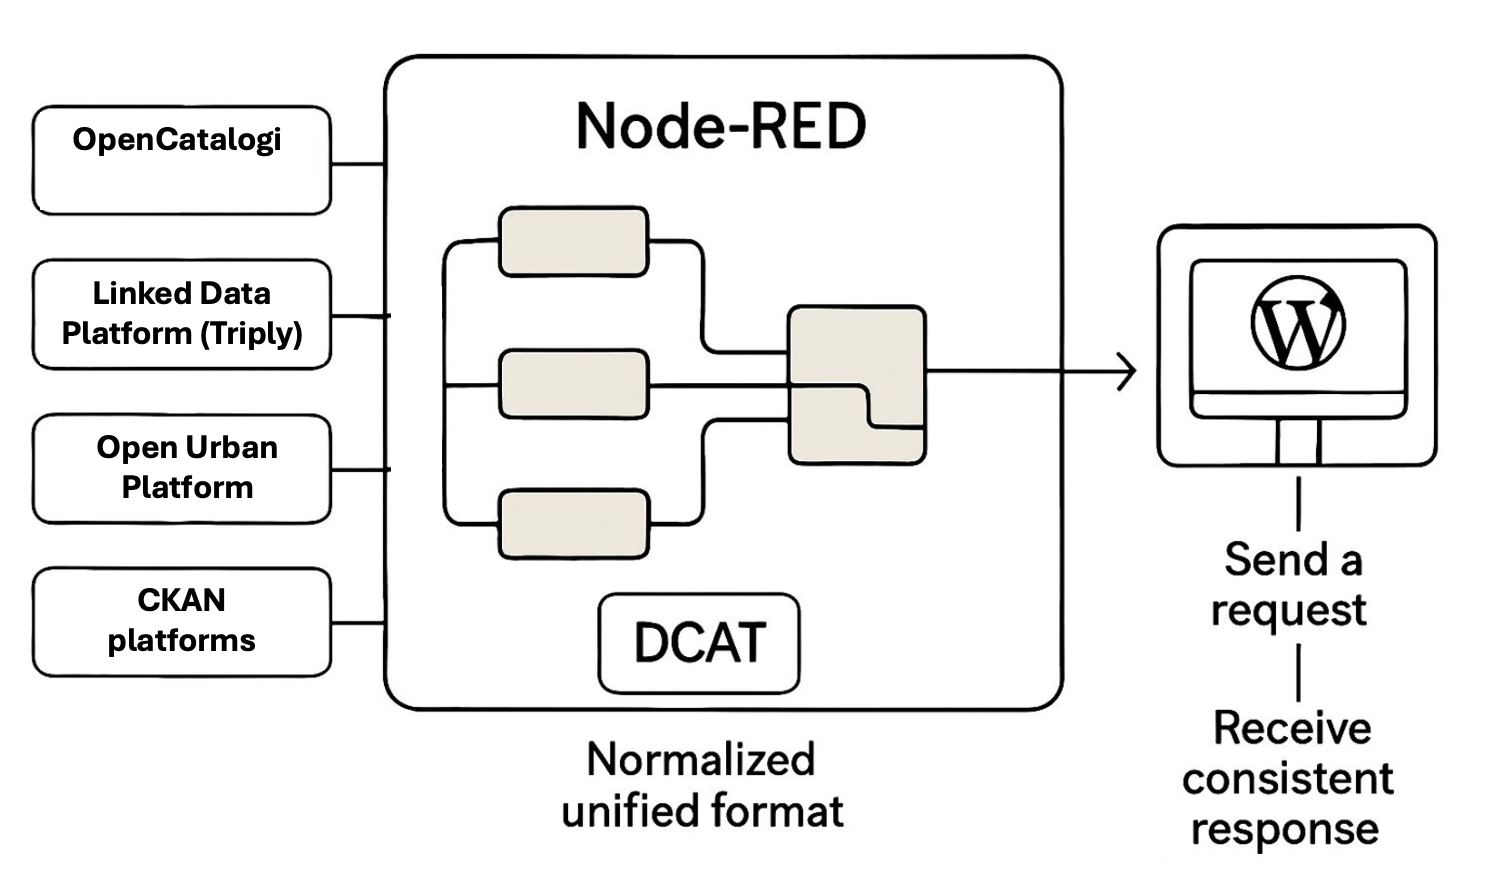 OpenCatalogi
Linked Data
Platform (Triply)
Open Urban
Platform
CKAN
platforms
Node-RED
DCAT
Normalized
unified format
W
Send a
request
Receive
consistent
response